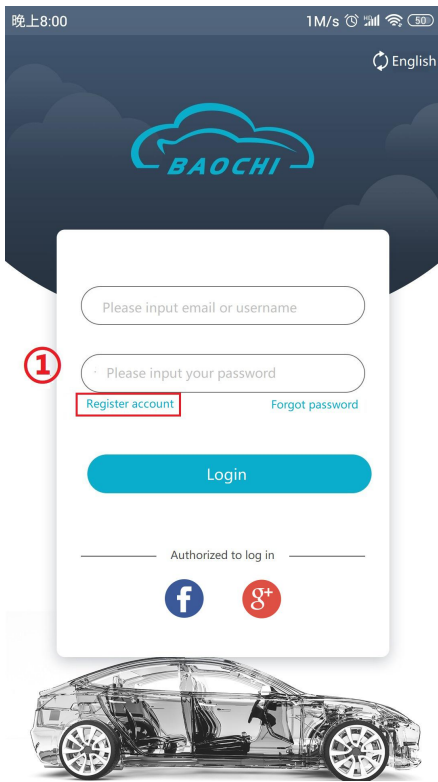 晚上8:00 1M/s 50
English
BAOCHI
Please input email or username
①
Please input your password
Register account Forgot password
Login
Authorized to log in
f g+